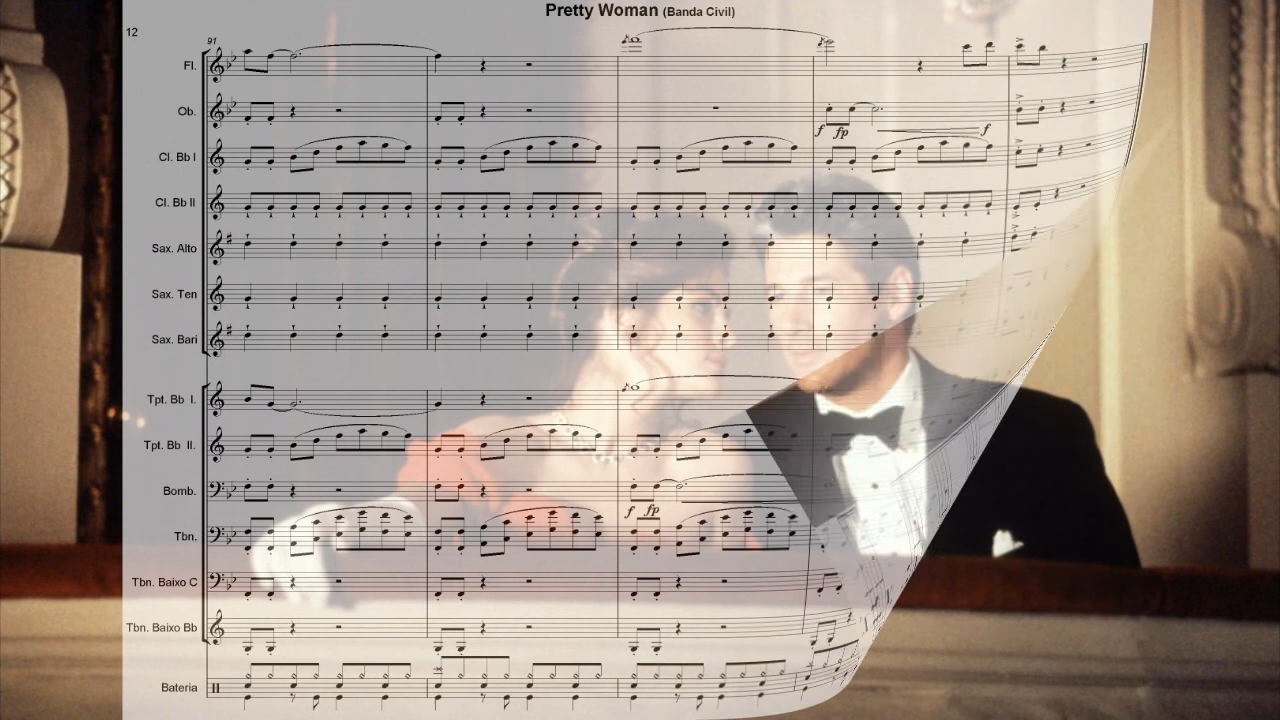 Pretty Woman (Banda Civil)
12
91
Fl.
Ob.
f fp f
Cl. Bb I
Cl. Bb II
Sax. Alto
Sax. Ten
Sax. Bari
Tpt. Bb I.
Tpt. Bb II.
Bomb.
f fp
Tbn.
Tbn. Baixo C
Tbn. Baixo Bb
Bateria